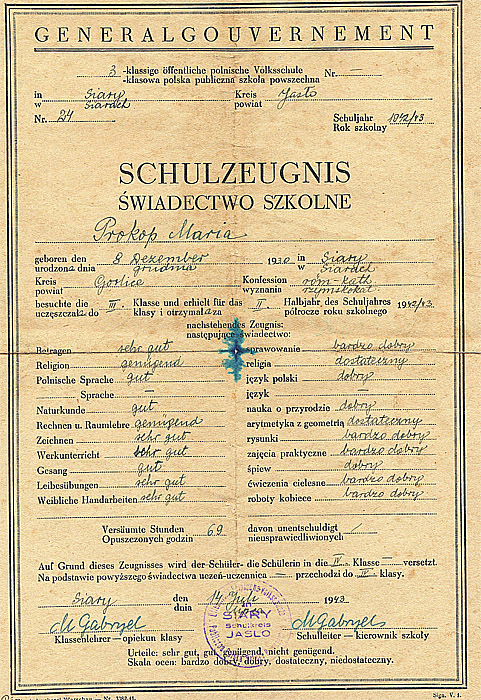 GENERALGOUVERNEMENT
3 -klassige öffentliche polnische Volksschule Nr. —
-klasowa polska publiczna szkoła powszechna
in Siary Kreis Jasło
w Siarach powiat
Nr. 24 Schuljahr 1942/43
Rok szkolny
SCHULZEUGNIS
ŚWIADECTWO SZKOLNE
Prokop Maria
geboren den 8 Dezember 1930 in Siary
urodzona dnia grudnia w Siarach
Kreis Gorlice Konfession röm-kath
powiat wyznania rzymskokat.
besuchte die III. Klasse und erhielt für das II. Halbjahr des Schuljahres 1942/43.
uczęszczała do klasy i otrzymała za półrocze roku szkolnego
nachstehendes Zeugnis:
następujące świadectwo:
Betragen sehr gut sprawowanie bardzo dobry
Religion genügend religia dostateczny
Polnische Sprache gut język polski dobry
Sprache — język —
Naturkunde gut nauka o przyrodzie dobry
Rechnen u. Raumlehre genügend arytmetyka z geometrią dostateczny
Zeichnen sehr gut rysunki bardzo dobry
Werkunterricht sehr gut zajęcia praktyczne bardzo dobry
Gesang gut śpiew dobry
Leibesübungen sehr gut ćwiczenia cielesne bardzo dobry
Weibliche Handarbeiten sehr gut roboty kobiece bardzo dobry
Versäumte Stunden 69 davon unentschuldigt /
Opuszczonych godzin nieusprawiedliwionych
Auf Grund dieses Zeugnisses wird der Schüler- die Schülerin in die IV. Klasse — versetzt.
Na podstawie powyższego świadectwa uczeń-uczennica — przechodzi do IV. klasy.
Siary den 14 Juli 1943
dnia
SIARY
Schulkreis
JASLO
M Gabryel M Gabryel
Klassenlehrer — opiekun klasy Schulleiter — kierownik szkoły
Urteile: sehr gut, gut, genügend, nicht genügend.
Skala ocen: bardzo dobry, dobry, dostateczny, niedostateczny.
Sign. V. 1.